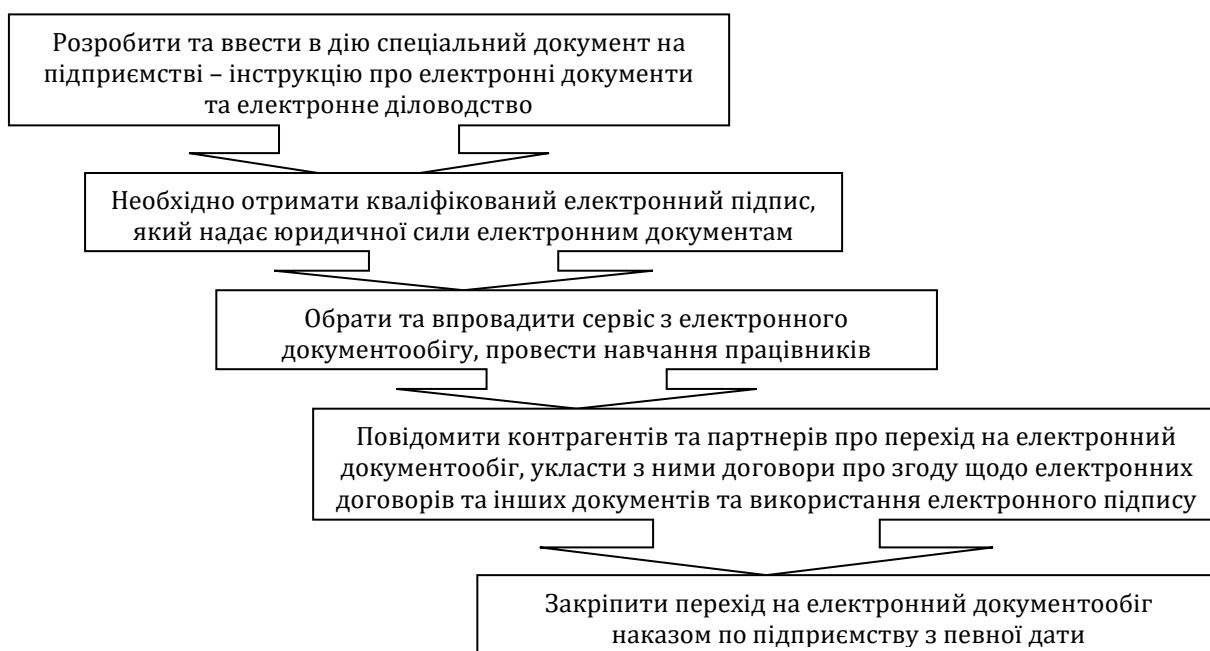 Розробити та ввести в дію спеціальний документ на
підприємстві – інструкцію про електронні документи
та електронне діловодство
Необхідно отримати кваліфікований електронний підпис,
який надає юридичної сили електронним документам
Обрати та впровадити сервіс з електронного
документообігу, провести навчання працівників
Повідомити контрагентів та партнерів про перехід на електронний
документообіг, укласти з ними договори про згоду щодо електронних
договорів та інших документів та використання електронного підпису
Закріпити перехід на електронний документообіг
наказом по підприємству з певної дати